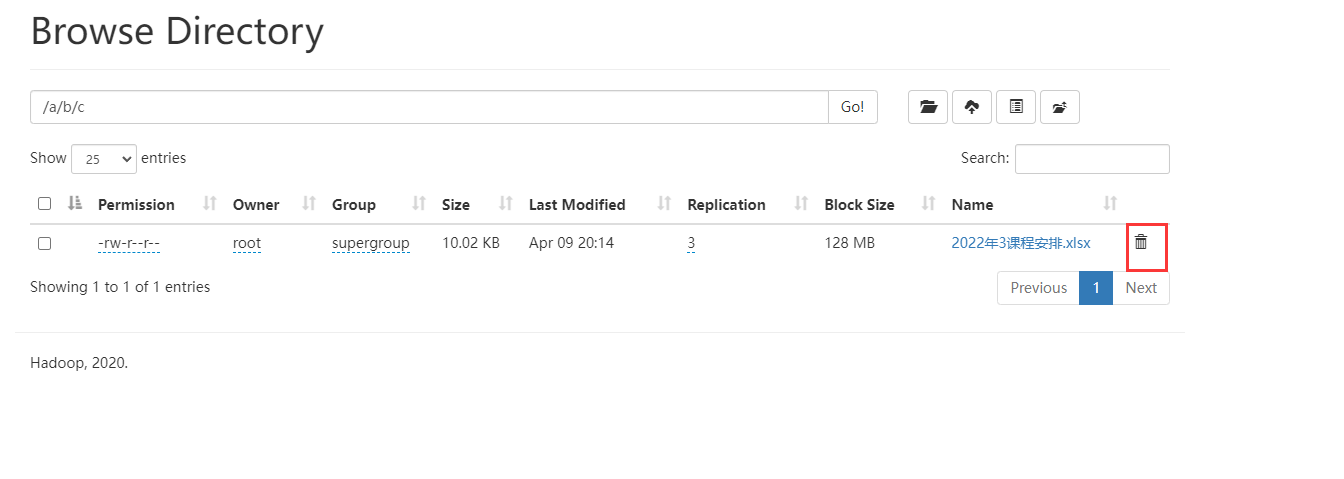 Browse Directory
/a/b/c Go!
Show 25 entries Search:
Permission Owner Group Size Last Modified Replication Block Size Name
-rw-r--r-- root supergroup 10.02 KB Apr 09 20:14 3 128 MB 2022年3课程安排.xlsx
Showing 1 to 1 of 1 entries Previous 1 Next
Hadoop, 2020.